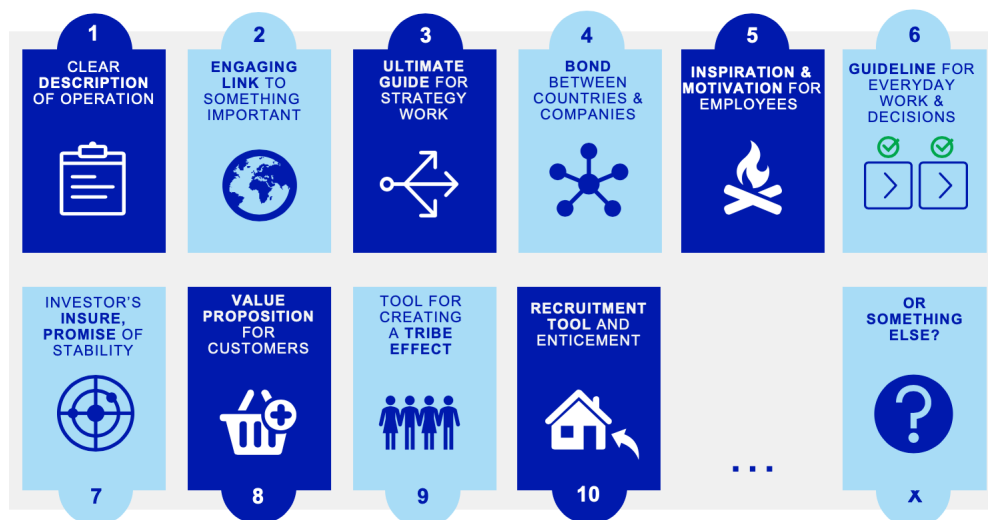 1
CLEAR
DESCRIPTION
OF OPERATION
2
ENGAGING
LINK TO
SOMETHING
IMPORTANT
3
ULTIMATE
GUIDE FOR
STRATEGY
WORK
4
BOND
BETWEEN
COUNTRIES &
COMPANIES
5
INSPIRATION &
MOTIVATION FOR
EMPLOYEES
6
GUIDELINE FOR
EVERYDAY
WORK &
DECISIONS
INVESTOR'S
INSURE,
PROMISE OF
STABILITY
7
VALUE
PROPOSITION
FOR
CUSTOMERS
8
TOOL FOR
CREATING
A TRIBE
EFFECT
9
RECRUITMENT
TOOL AND
ENTICEMENT
10
...
OR
SOMETHING
ELSE?
?
X